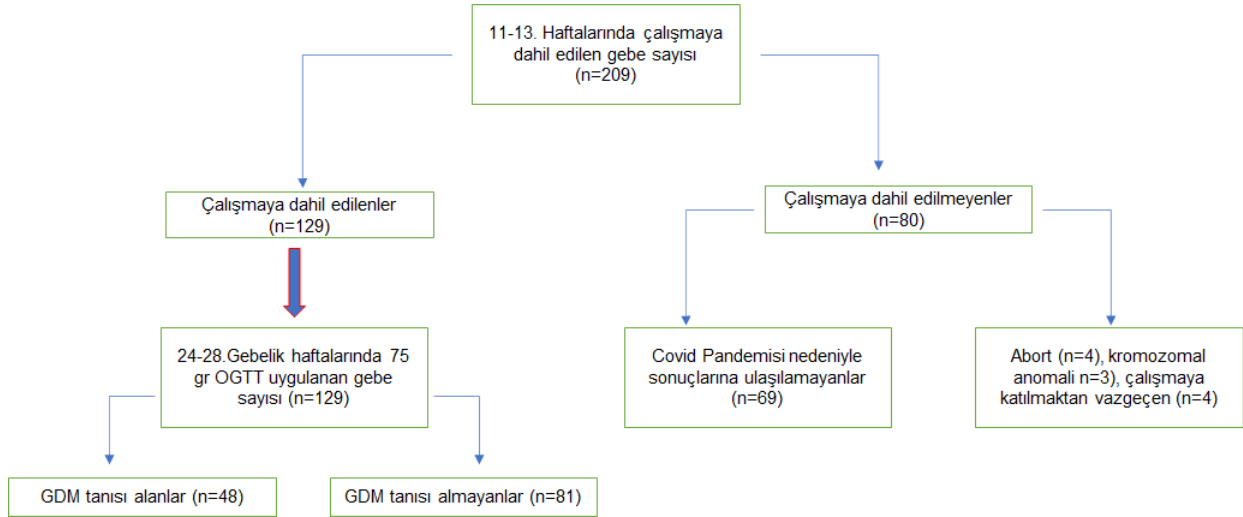 11-13. Haftalarında çalışmaya
dahil edilen gebe sayısı
(n=209)
Çalışmaya dahil edilenler
(n=129)
Çalışmaya dahil edilmeyenler
(n=80)
24-28.Gebelik haftalarında 75
gr OGTT uygulanan gebe
sayısı (n=129)
Covid Pandemisi nedeniyle
sonuçlarına ulaşılamayanlar
(n=69)
Abort (n=4), kromozomal
anomali n=3), çalışmaya
katılmaktan vazgeçen (n=4)
GDM tanısı alanlar (n=48)
GDM tanısı almayanlar (n=81)